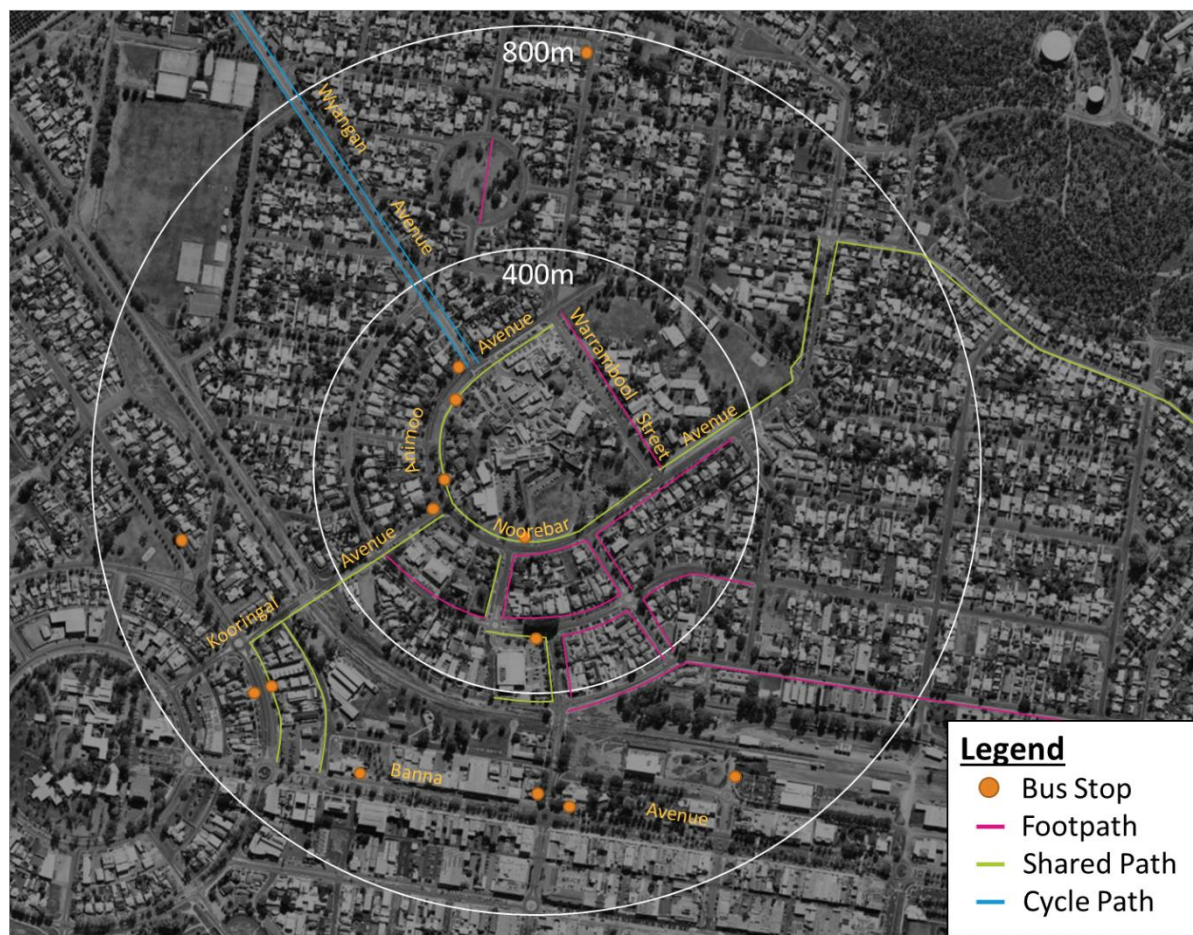 800m
Wyangan
Avenue
400m
Avenue
Warrambool
Street
Avenue
Animoo
Noorebar
Avenue
Kooringal
Banna
Avenue
Legend
Bus Stop
Footpath
Shared Path
Cycle Path